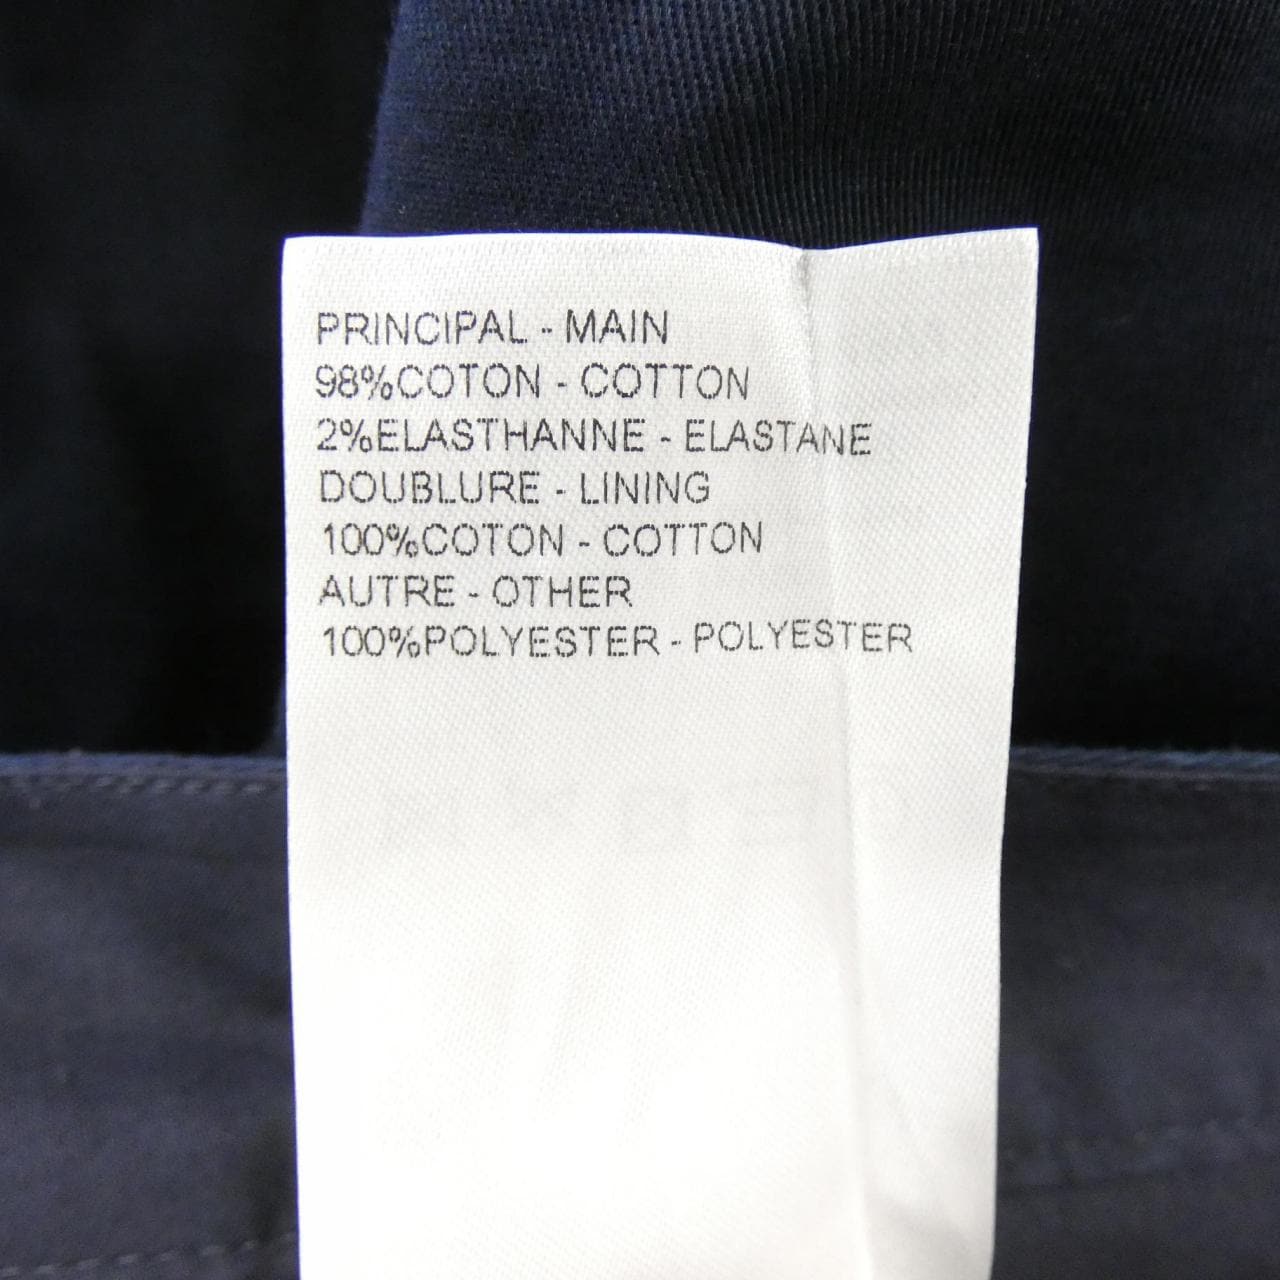 PRINCIPAL - MAIN
98%COTON - COTTON
2%ELASTHANNE - ELASTANE
DOUBLURE - LINING
100%COTON - COTTON
AUTRE - OTHER
100%POLYESTER - POLYESTER